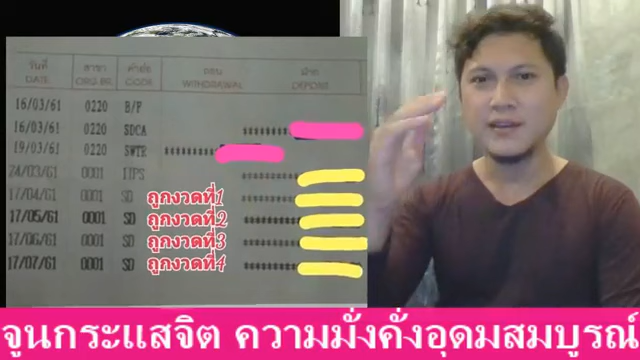 วันที่ สาขา คำย่อ ถอน ฝาก
DATE ORG.BR. CODE WITHDRAWAL DEPOSIT
16/03/61 0220 B/F
16/03/61 0220 SDCA
19/03/61 0220 SWTR
24/03/61 0001 IIPS
17/04/61 0001 SD ถูกงวดที่1
17/05/61 0001 SD ถูกงวดที่2
17/06/61 0001 SD ถูกงวดที่3
17/07/61 0001 SD ถูกงวดที่4
จูนกระแสจิต ความมั่งคั่งอุดมสมบูรณ์